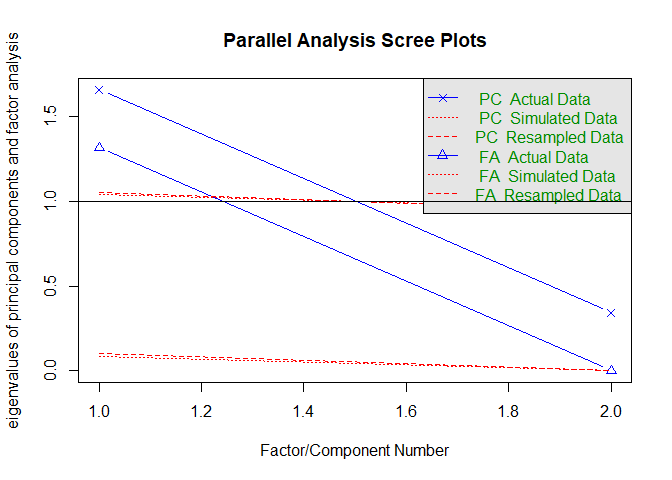 Parallel Analysis Scree Plots
eigenvalues of principal components and factor analysis
0.0
0.5
1.0
1.5
PC  Actual Data
PC  Simulated Data
PC  Resampled Data
FA  Actual Data
FA  Simulated Data
FA  Resampled Data
1.0 1.2 1.4 1.6 1.8 2.0
Factor/Component Number